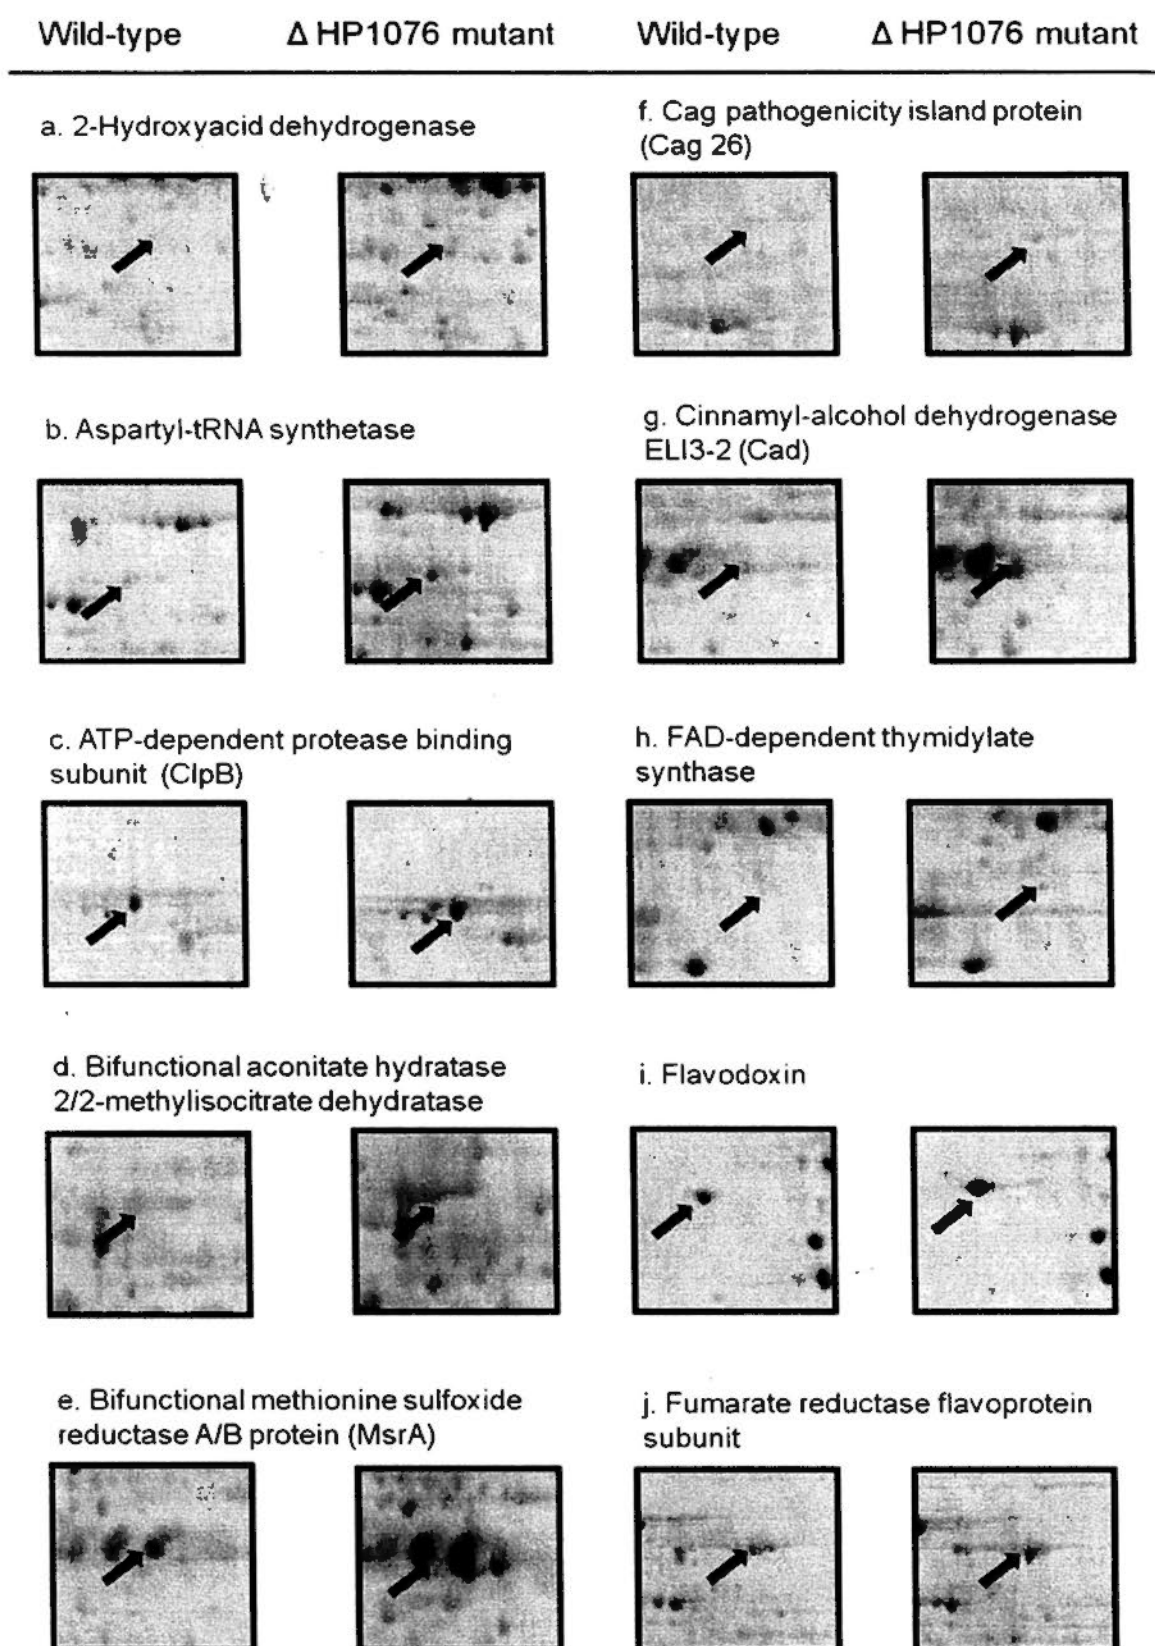 Wild-type Δ HP1076 mutant Wild-type Δ HP1076 mutant
a. 2-Hydroxyacid dehydrogenase
b. Aspartyl-tRNA synthetase
c. ATP-dependent protease binding
subunit (ClpB)
d. Bifunctional aconitate hydratase
2/2-methylisocitrate dehydratase
e. Bifunctional methionine sulfoxide
reductase A/B protein (MsrA)
f. Cag pathogenicity island protein
(Cag 26)
g. Cinnamyl-alcohol dehydrogenase
ELI3-2 (Cad)
h. FAD-dependent thymidylate
synthase
i. Flavodoxin
j. Fumarate reductase flavoprotein
subunit